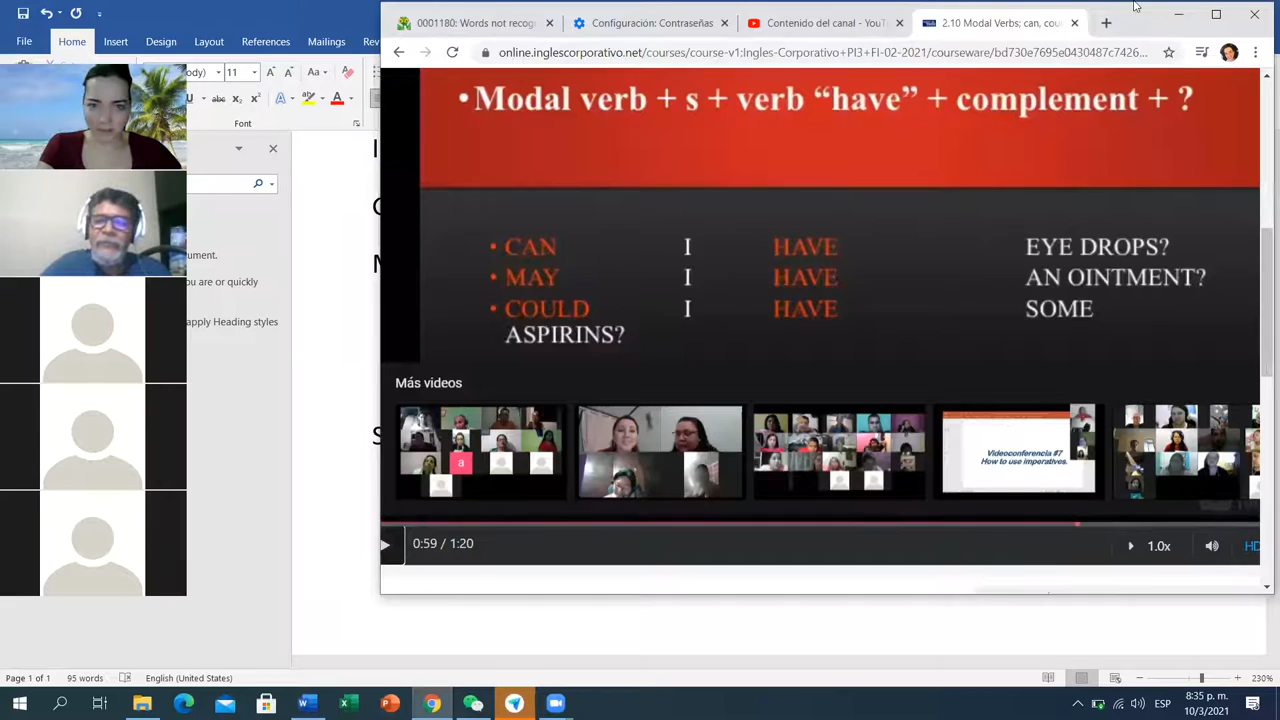 0001180: Words not recog
Configuración: Contraseñas
Contenido del canal - YouTu
2.10 Modal Verbs; can, cou
File Home Insert Design Layout References Mailings
online.inglescorporativo.net/courses/course-v1:Ingles-Corporativo+PI3+FI-02-2021/courseware/bd730e7695e043048c7c7426...
11
Aa
Font
•Modal verb + s + verb “have” + complement + ?
• CAN I HAVE EYE DROPS?
• MAY I HAVE AN OINTMENT?
• COULD I HAVE SOME
ASPIRINS?
ument.
u are or quickly
apply Heading styles
Más videos
a
Videoconferencia #7
How to use imperatives.
0:59 / 1:20
1.0x
HD
Page 1 of 1 95 words English (United States)
230%
ESP
8:35 p. m.
10/3/2021